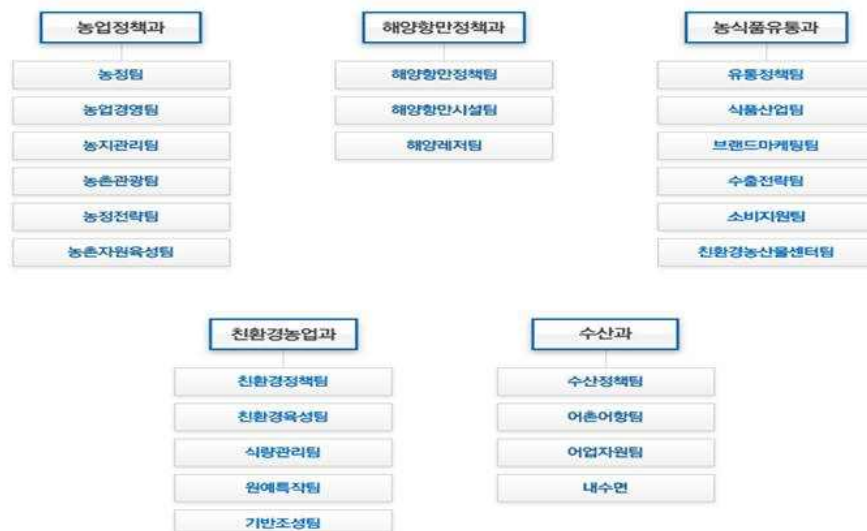 농업정책과
농정팀
농업경영팀
농지관리팀
농촌관광팀
농정전략팀
농촌자원육성팀
해양항만정책과
해양항만정책팀
해양항만시설팀
해양레저팀
농식품유통과
유통정책팀
식품산업팀
브랜드마케팅팀
수출전략팀
소비지원팀
친환경농산물센터팀
친환경농업과
친환경정책팀
친환경육성팀
식량관리팀
원예특작팀
기반조성팀
수산과
수산정책팀
어촌어항팀
어업자원팀
내수면